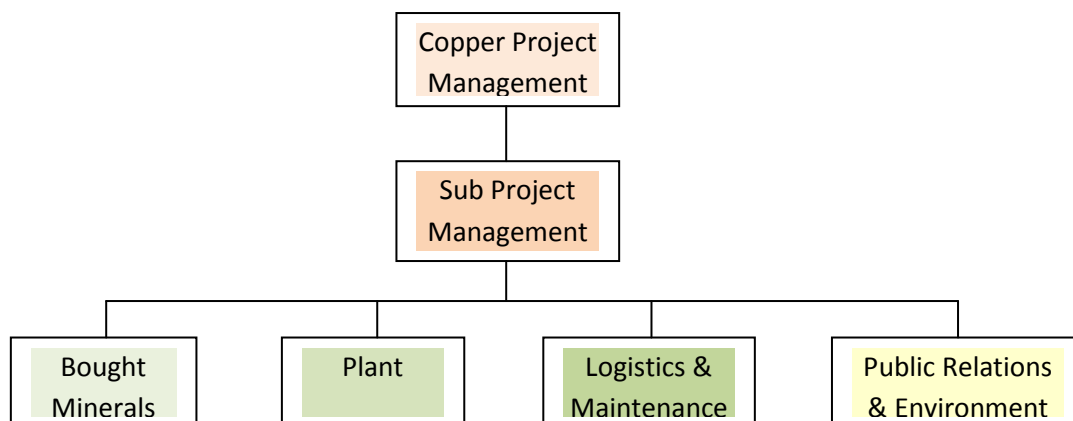 Copper Project
Management
Sub Project
Management
Bought
Minerals
Plant
Logistics &
Maintenance
Public Relations
& Environment